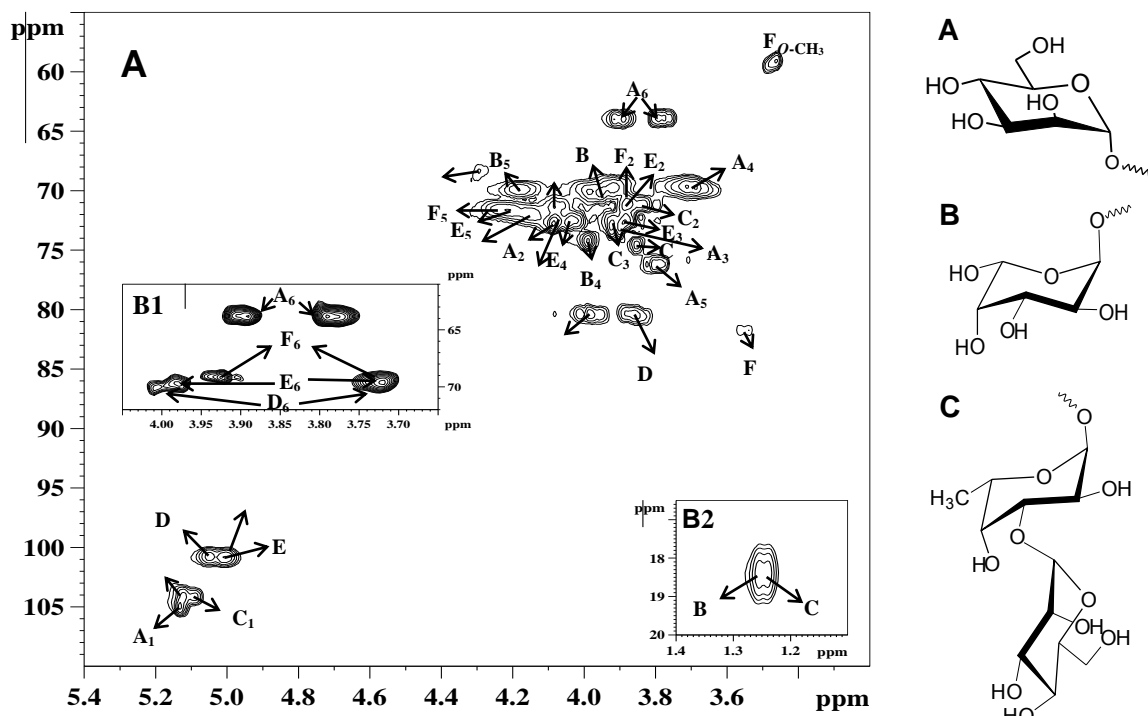 ppm
60
65
70
75
80
85
90
95
100
105
5.4
5.2
5.0
4.8
4.6
4.4
4.2
4.0
3.8
3.6
3.4
ppm
A
F O-CH3
A6
B5
B
F2
E2
A4
F5
E5
A2
E4
B4
C3
C
E3
C2
A3
A5
D
F
D
E
A1
C1
B1
A6
F6
E6
D6
ppm
65
70
4.00
3.95
3.90
3.85
3.80
3.75
3.70
ppm
B2
ppm
17
18
19
20
B
C
1.4
1.3
1.2
ppm
A
OH
HO
O
HO
HO
O
B
O
HO
O
OH
OH
HO
C
O
H3C
O
OH
O
HO
O
OH
OH
HO
HO